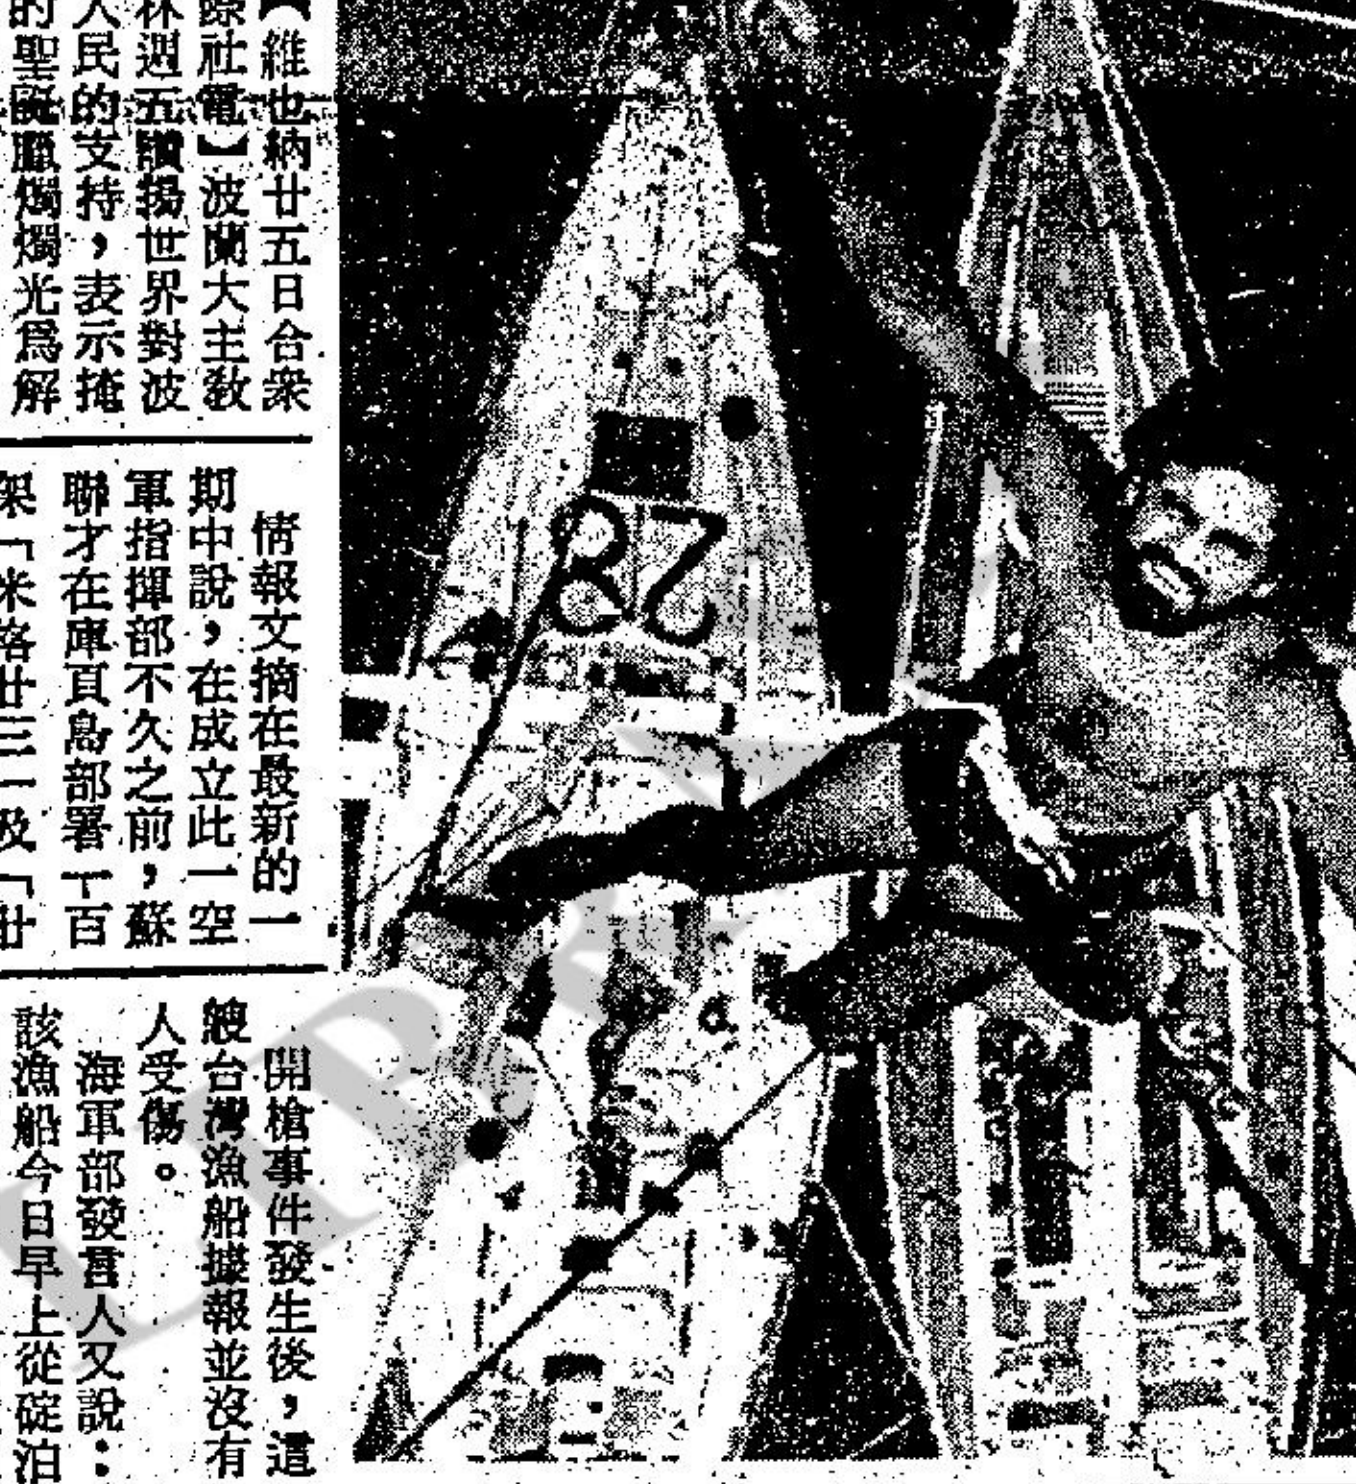 維也納廿五日合衆
際社電】波蘭大主敎
林週五讚揚世界對波
人民的支持，表示掩
的聖誕臘燭燭光爲解
情報文摘在最新的一
期中說，在成立此一空
軍指揮部不久之前，蘇
聯才在庫頁島部署一百
架「米格廿三」及「廿
開槍事件發生後，這
艘台灣漁船據報並沒有
人受傷。
海軍部發言人又說：
該漁船今日早上從碇泊
28